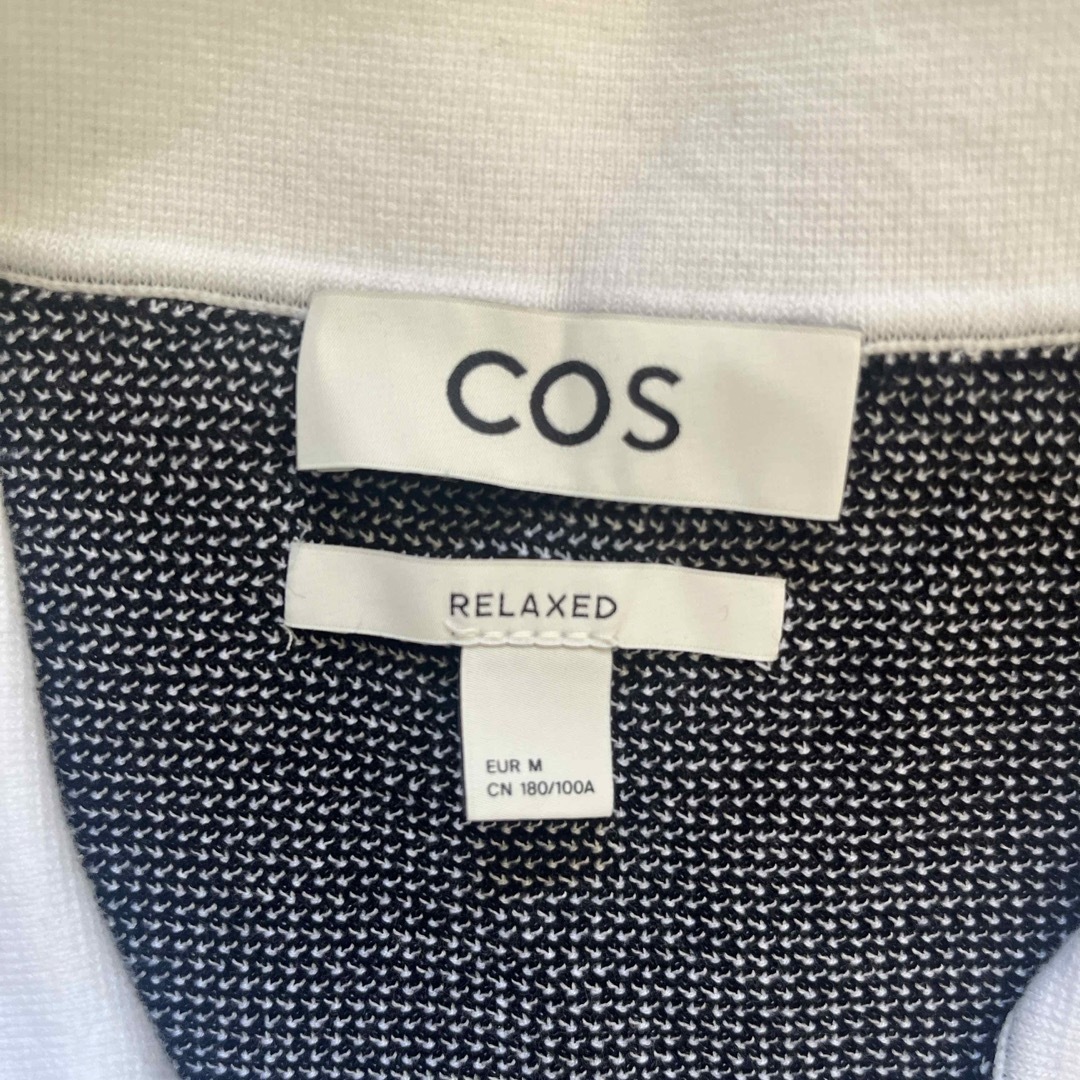 COS
RELAXED
EUR M
CN 180/100A